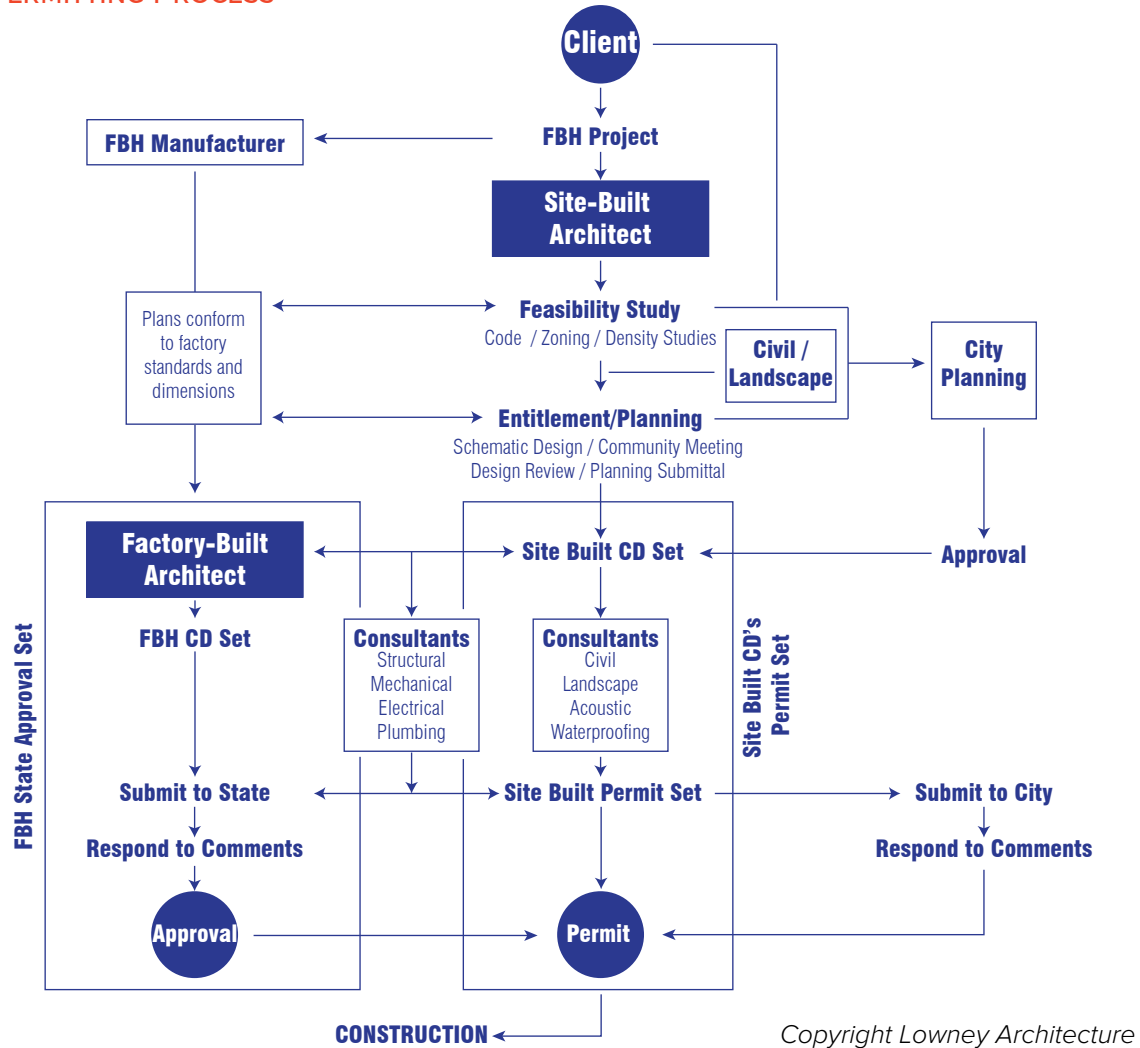 ERMITTING PROCESS
Client
FBH Manufacturer
FBH Project
Site-Built
Architect
Plans conform
to factory
standards and
dimensions
Feasibility Study
Code / Zoning / Density Studies
Civil /
Landscape
City
Planning
Entitlement/Planning
Schematic Design / Community Meeting
Design Review / Planning Submittal
FBH State Approval Set
Factory-Built
Architect
Site Built CD Set
Approval
FBH CD Set
Consultants
Structural
Mechanical
Electrical
Plumbing
Consultants
Civil
Landscape
Acoustic
Waterproofing
Site Built CD's
Permit Set
Submit to State
Site Built Permit Set
Submit to City
Respond to Comments
Respond to Comments
Approval
Permit
CONSTRUCTION
Copyright Lowney Architecture